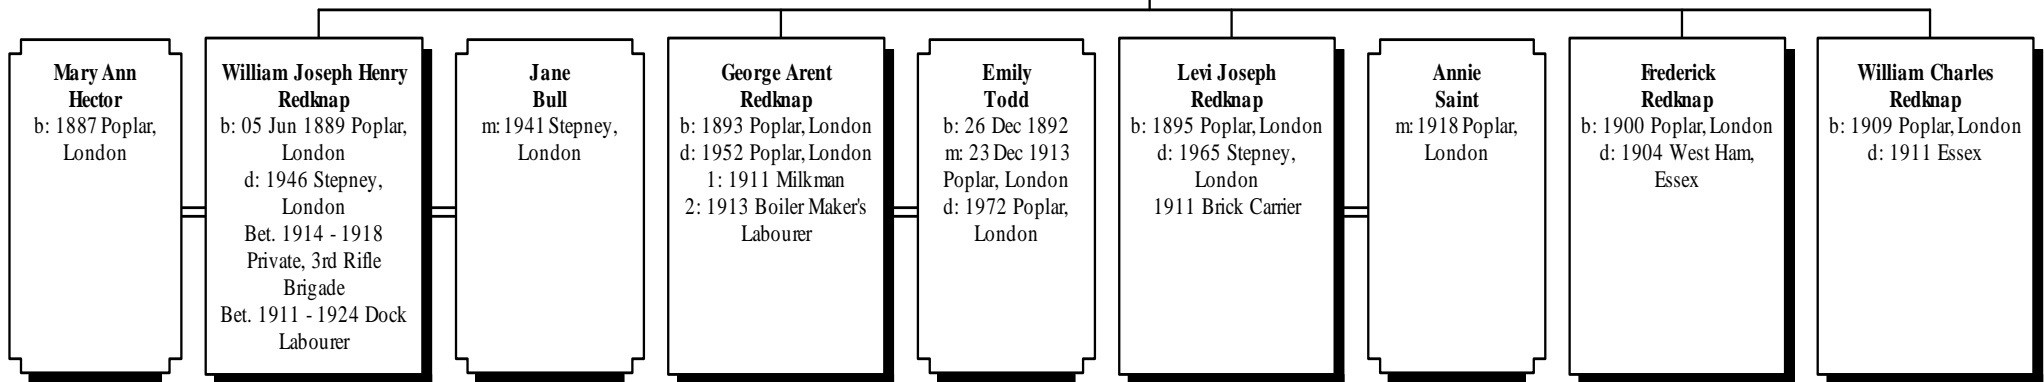 Mary Ann
Hector
b: 1887 Poplar,
London
William Joseph Henry
Redknap
b: 05 Jun 1889 Poplar,
London
d: 1946 Stepney,
London
Bet. 1914 - 1918
Private, 3rd Rifle
Brigade
Bet. 1911 - 1924 Dock
Labourer
Jane
Bull
m: 1941 Stepney,
London
George Arent
Redknap
b: 1893 Poplar, London
d: 1952 Poplar, London
1: 1911 Milkman
2: 1913 Boiler Maker's
Labourer
Emily
Todd
b: 26 Dec 1892
m: 23 Dec 1913
Poplar, London
d: 1972 Poplar,
London
Levi Joseph
Redknap
b: 1895 Poplar, London
d: 1965 Stepney,
London
1911 Brick Carrier
Annie
Saint
m: 1918 Poplar,
London
Frederick
Redknap
b: 1900 Poplar, London
d: 1904 West Ham,
Essex
William Charles
Redknap
b: 1909 Poplar, London
d: 1911 Essex